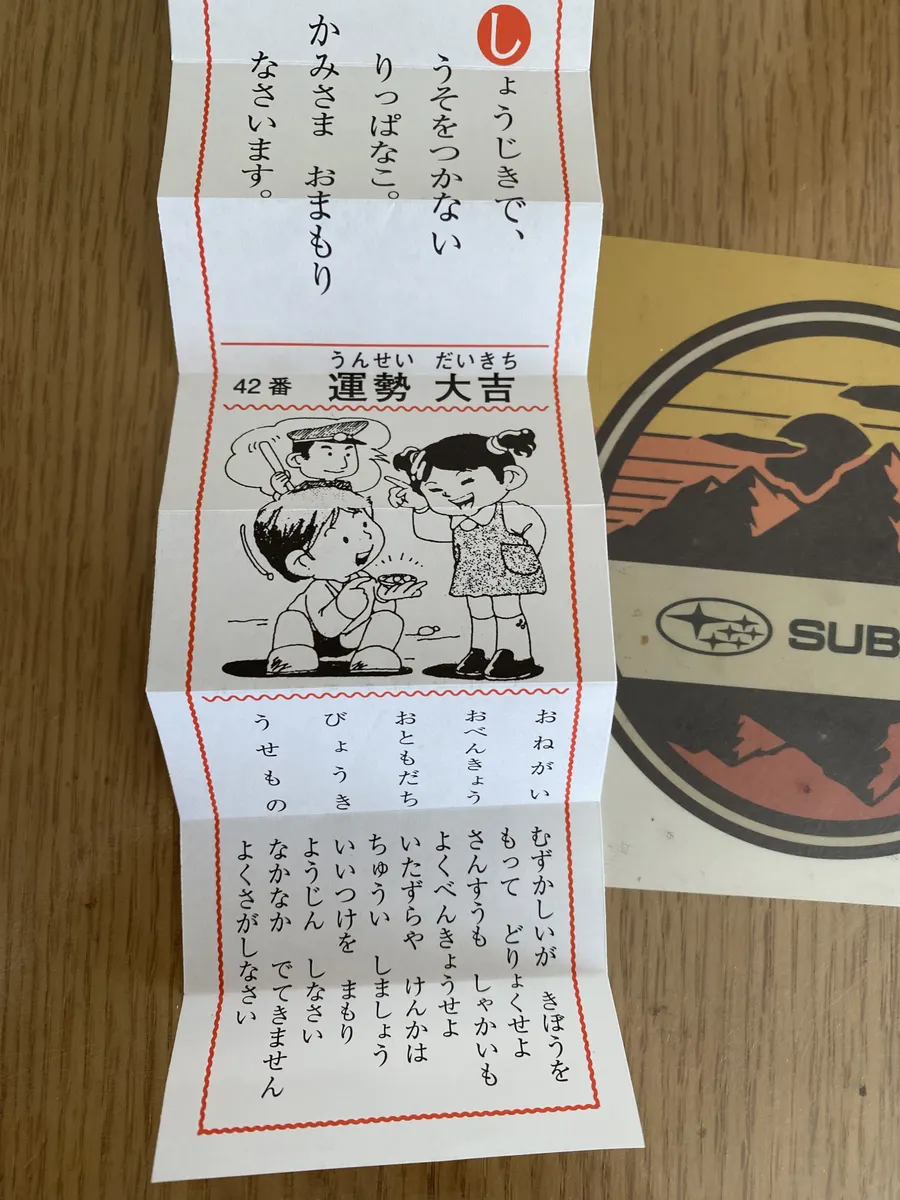 しょうじきで、
うそをつかない
りっぱなこ。
かみさま　おまもり
なさいます。
うんせい　だいきち
42番　運勢　大吉
おねがい　むずかしいが　きぼうを
もって　どりょくせよ
おべんきょう　さんすうも　しゃかいも
よくべんきょうせよ
おともだち　いたずらや　けんかは
ちゅうい　しましょう
びょうき　いいつけを　まもり
ようじん　しなさい
うせもの　なかなか　でてきません
よくさがしなさい
SUB